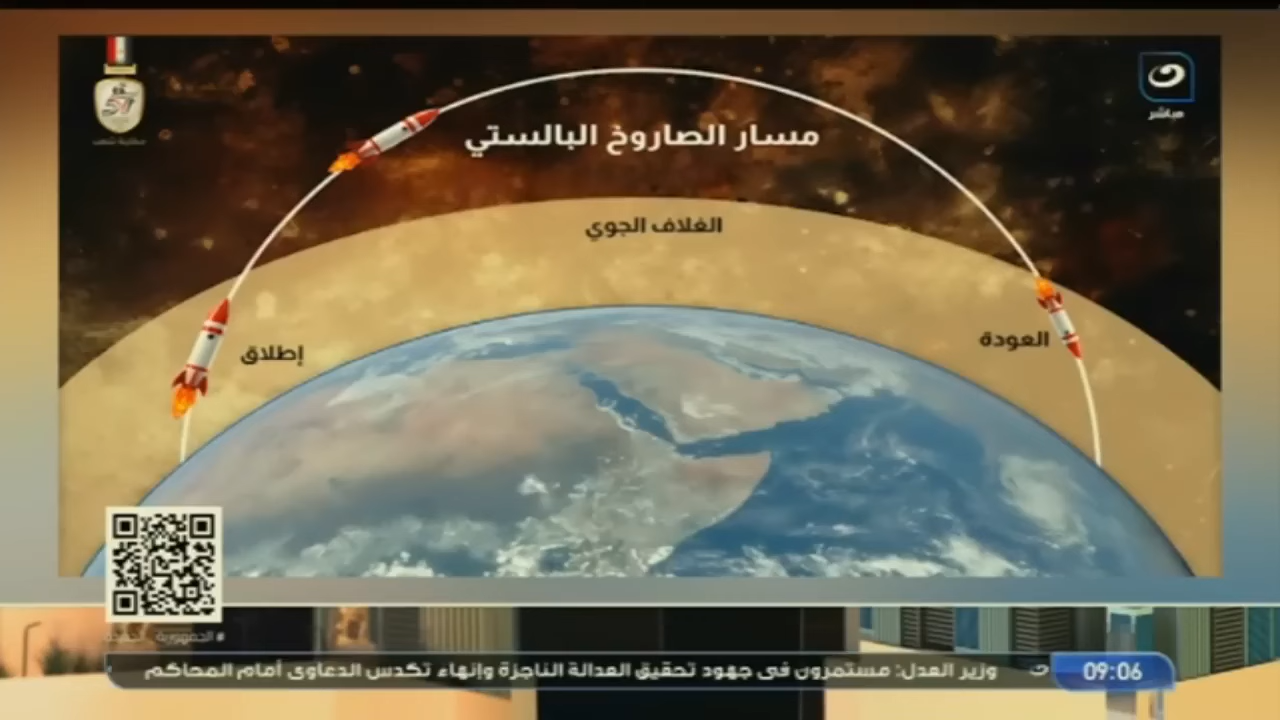 مباشر
مسار الصاروخ البالستي
الغلاف الجوي
إطلاق
العودة
#الجمهورية_الجديدة
09:06
وزير العدل: مستمرون فى جهود تحقيق العدالة الناجزة وإنهاء تكدس الدعاوى أمام المحاكم